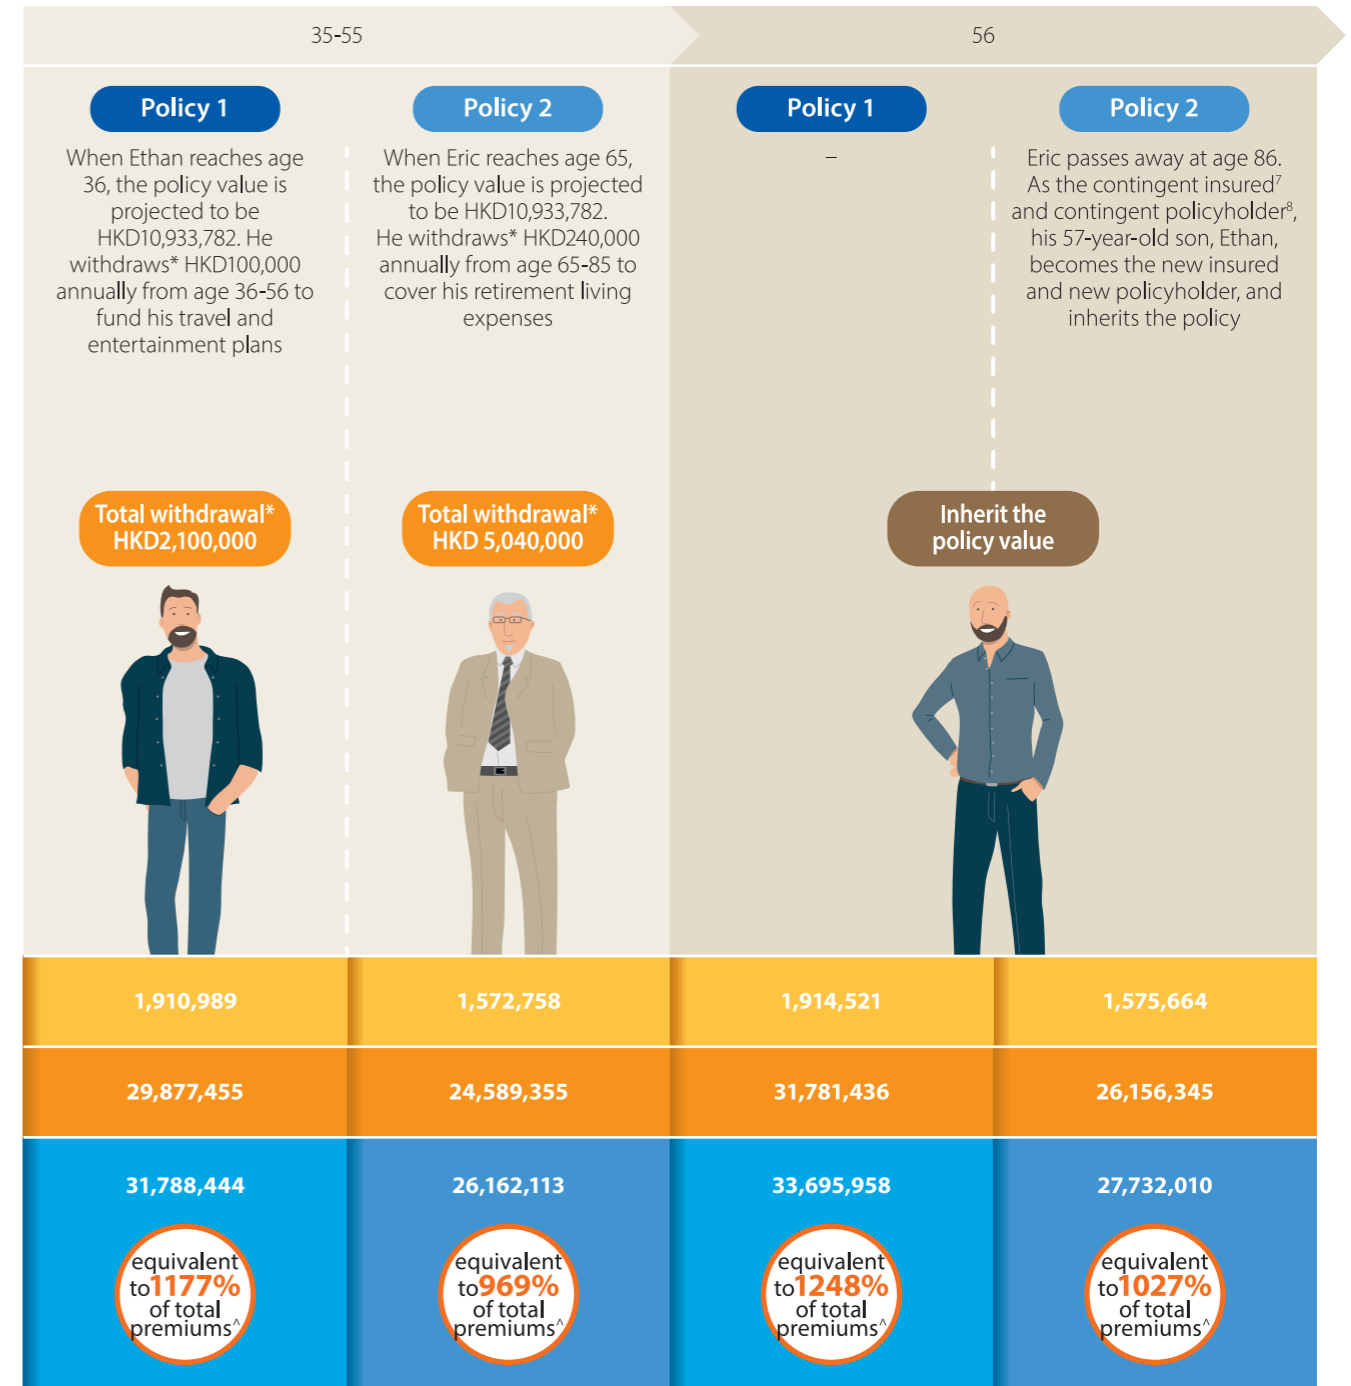 35-55
56
Policy 1
When Ethan reaches age
36, the policy value is
projected to be
HKD10,933,782. He
withdraws* HKD100,000
annually from age 36-56 to
fund his travel and
entertainment plans
Total withdrawal*
HKD2,100,000
Policy 2
When Eric reaches age 65,
the policy value is projected
to be HKD10,933,782.
He withdraws* HKD240,000
annually from age 65-85 to
cover his retirement living
expenses
Total withdrawal*
HKD 5,040,000
Policy 1
–
Policy 2
Eric passes away at age 86.
As the contingent insured⁷
and contingent policyholder⁸,
his 57-year-old son, Ethan,
becomes the new insured
and new policyholder, and
inherits the policy
Inherit the
policy value
1,910,989
1,572,758
1,914,521
1,575,664
29,877,455
24,589,355
31,781,436
26,156,345
31,788,444
26,162,113
33,695,958
27,732,010
equivalent
to1177%
of total
premiums^
equivalent
to969%
of total
premiums^
equivalent
to1248%
of total
premiums^
equivalent
to1027%
of total
premiums^